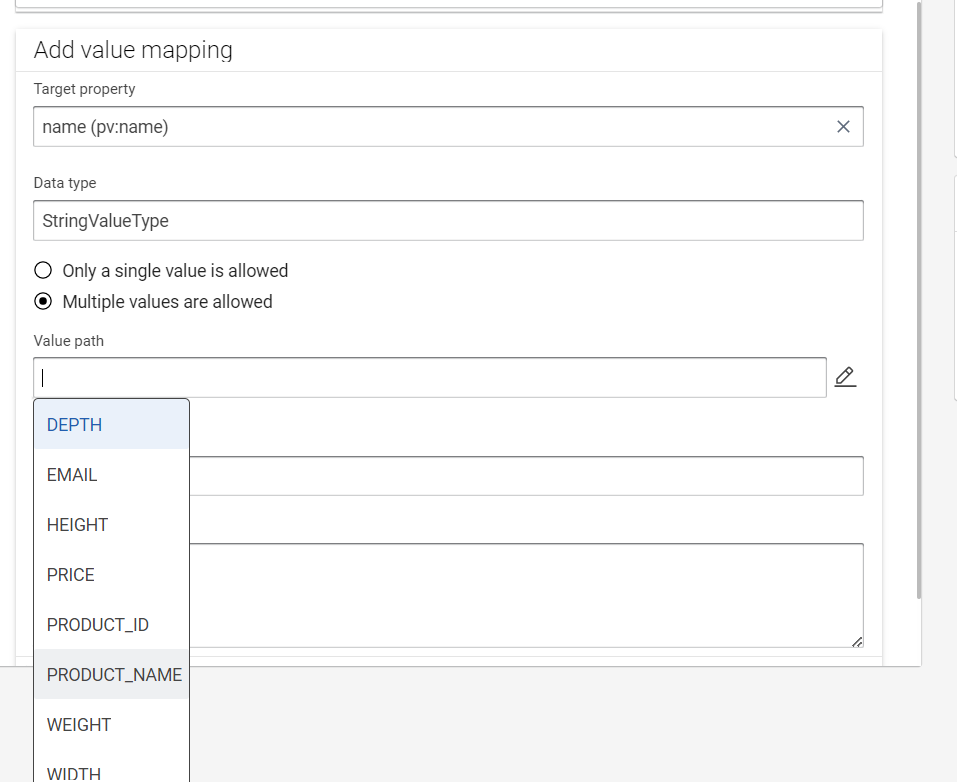 Add value mapping
Target property
name (pv:name)
Data type
StringValueType
Only a single value is allowed
Multiple values are allowed
Value path
DEPTH
EMAIL
HEIGHT
PRICE
PRODUCT_ID
PRODUCT_NAME
WEIGHT
WIDTH